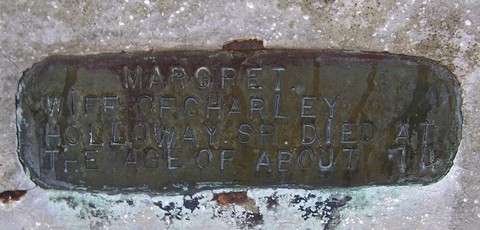 MARGRET.
WIFE OF CHARLEY
HOLLOWAY. SR. DIED AT
THE AGE OF ABOUT